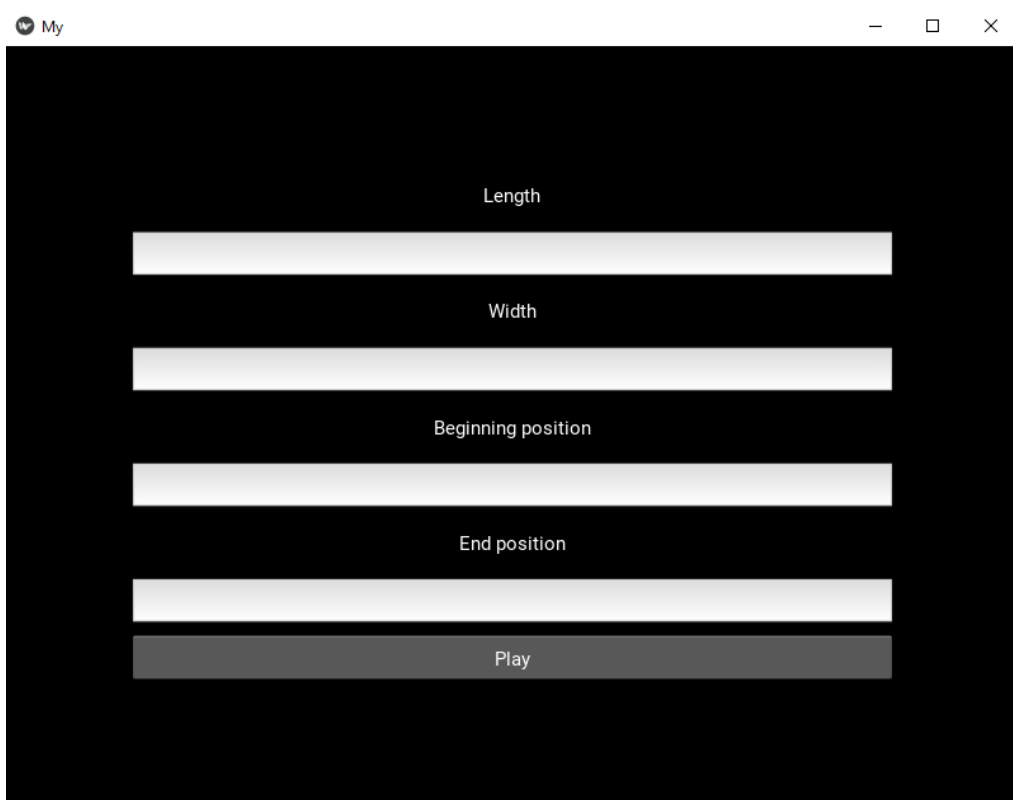 My
Length
Width
Beginning position
End position
Play